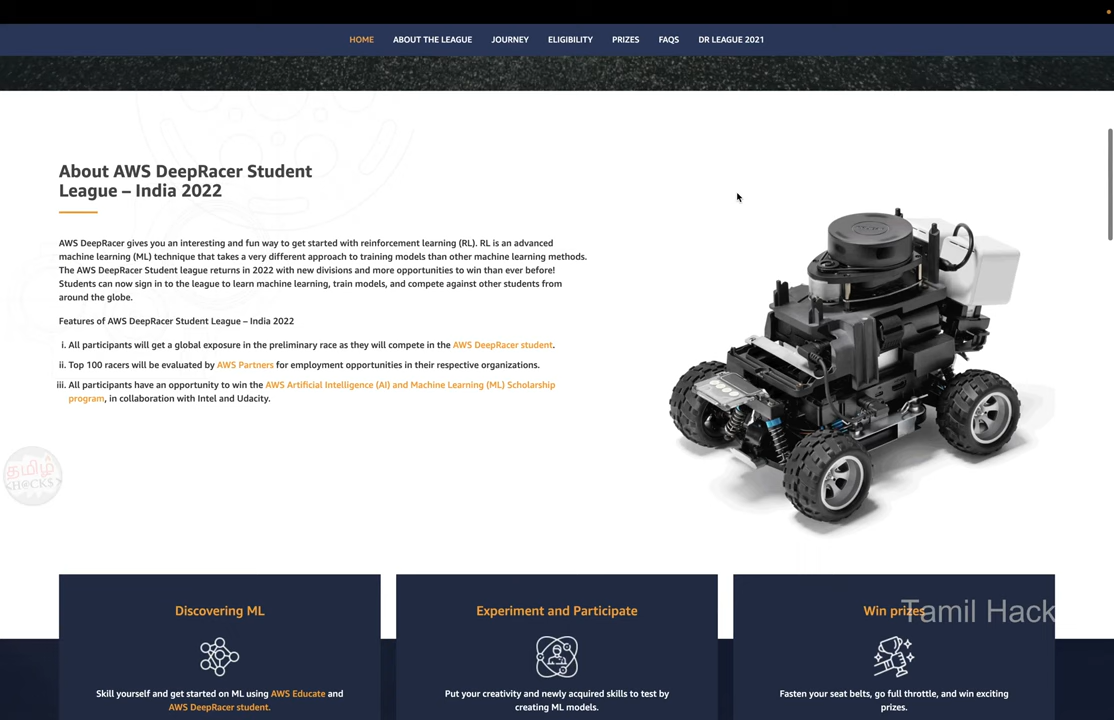 HOME ABOUT THE LEAGUE JOURNEY ELIGIBILITY PRIZES FAQS DR LEAGUE 2021
About AWS DeepRacer Student
League – India 2022
AWS DeepRacer gives you an interesting and fun way to get started with reinforcement learning (RL). RL is an advanced
machine learning (ML) technique that takes a very different approach to training models than other machine learning methods.
The AWS DeepRacer Student league returns in 2022 with new divisions and more opportunities to win than ever before!
Students can now sign in to the league to learn machine learning, train models, and compete against other students from
around the globe.
Features of AWS DeepRacer Student League – India 2022
i. All participants will get a global exposure in the preliminary race as they will compete in the AWS DeepRacer student.
ii. Top 100 racers will be evaluated by AWS Partners for employment opportunities in their respective organizations.
iii. All participants have an opportunity to win the AWS Artificial Intelligence (AI) and Machine Learning (ML) Scholarship
program, in collaboration with Intel and Udacity.
தமிழ்
<H@CKS>
Discovering ML
Skill yourself and get started on ML using AWS Educate and
AWS DeepRacer student.
Experiment and Participate
Put your creativity and newly acquired skills to test by
creating ML models.
Win prizes
Tamil Hack
Fasten your seat belts, go full throttle, and win exciting
prizes.